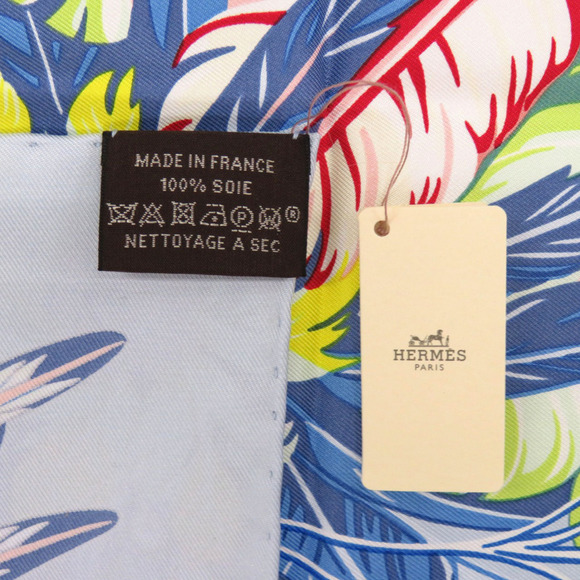 MADE IN FRANCE
100% SOIE
Ⓟ ®
NETTOYAGE A SEC
HERMÈS
PARIS